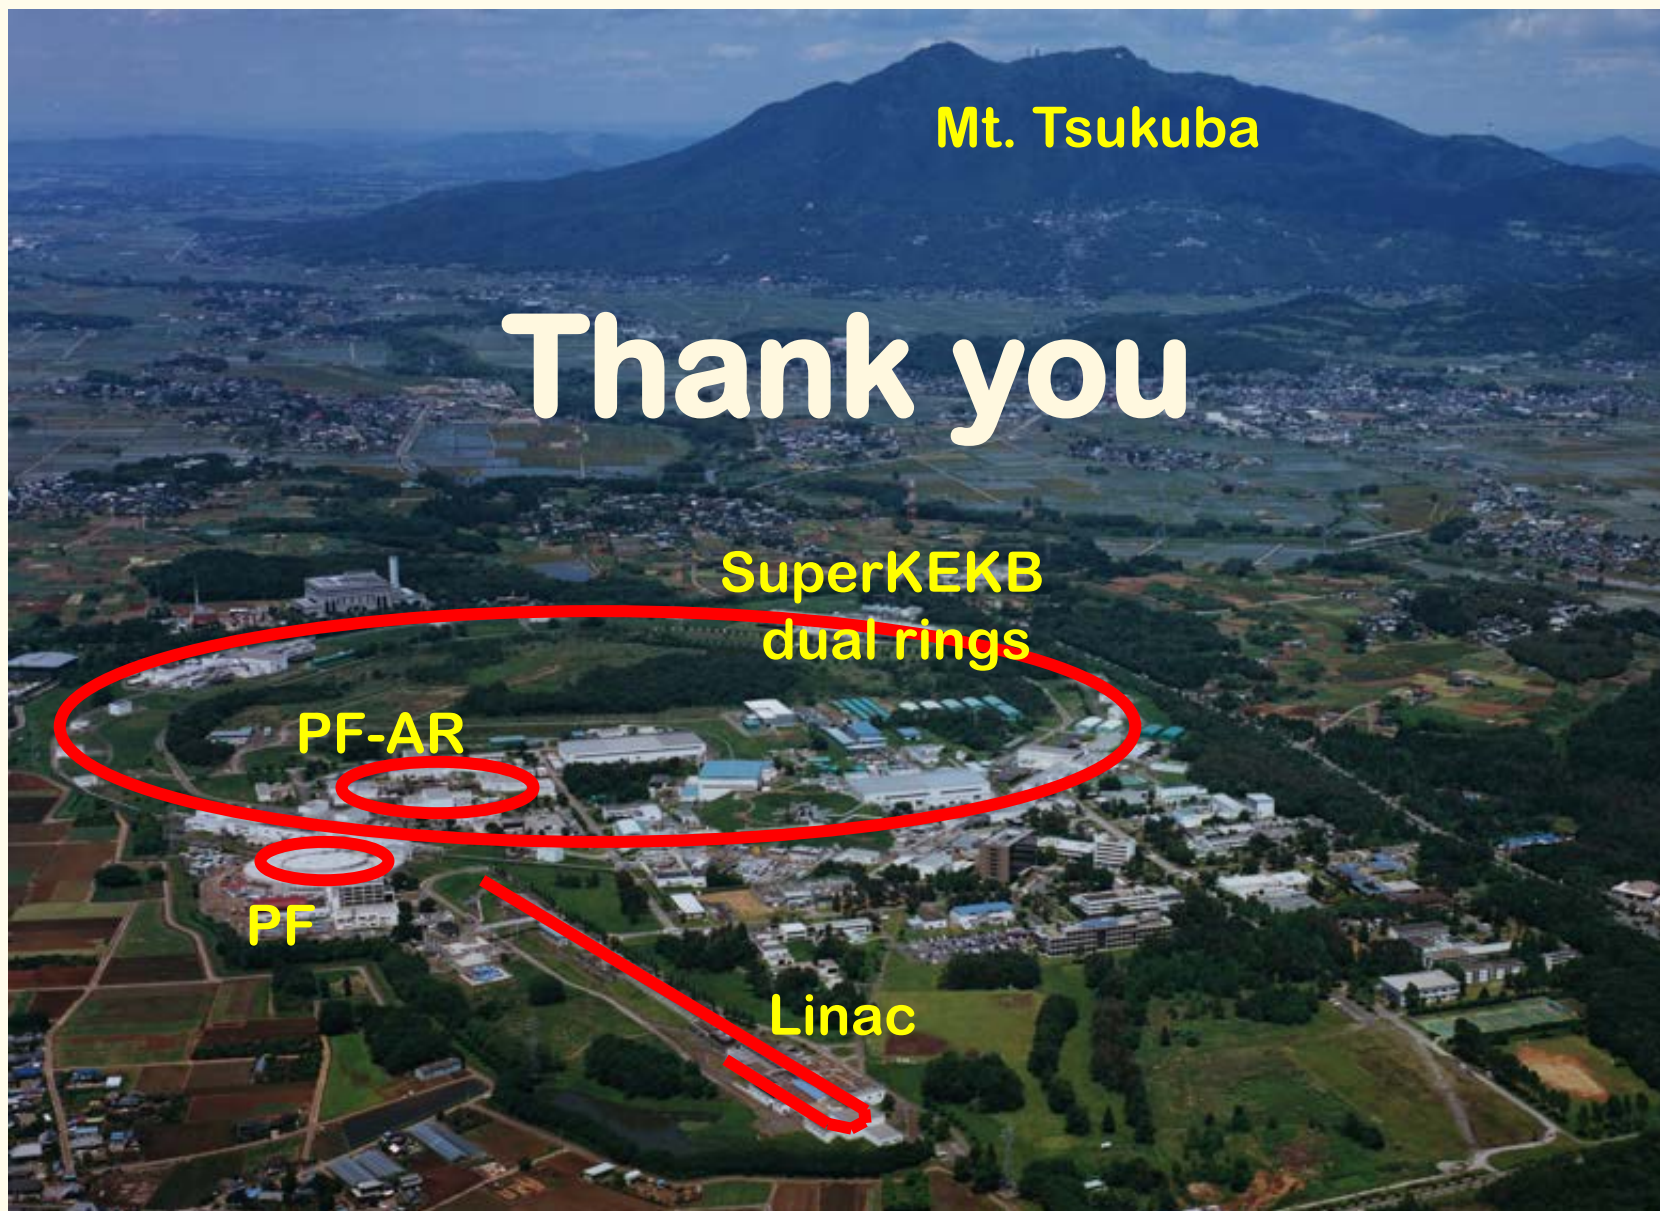 Mt. Tsukuba
Thank you
SuperKEKB
dual rings
PF-AR
PF
Linac